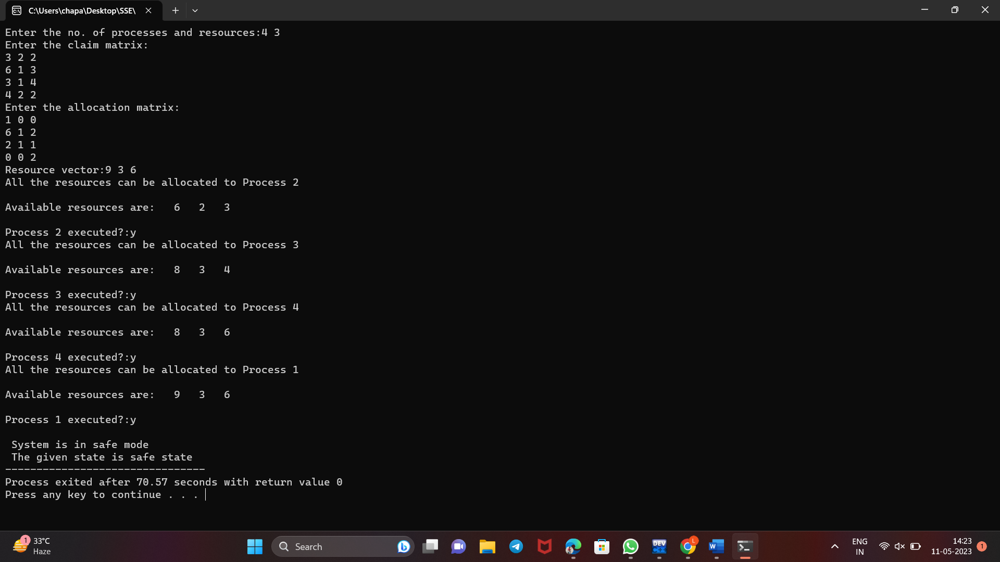 C:\Users\chapa\Desktop\SSE\
Enter the no. of processes and resources:4 3
Enter the claim matrix:
3 2 2
6 1 3
3 1 4
4 2 2
Enter the allocation matrix:
1 0 0
6 1 2
2 1 1
0 0 2
Resource vector:9 3 6
All the resources can be allocated to Process 2
Available resources are:   6   2   3
Process 2 executed?:y
All the resources can be allocated to Process 3
Available resources are:   8   3   4
Process 3 executed?:y
All the resources can be allocated to Process 4
Available resources are:   8   3   6
Process 4 executed?:y
All the resources can be allocated to Process 1
Available resources are:   9   3   6
Process 1 executed?:y
System is in safe mode
The given state is safe state
--------------------------------
Process exited after 70.57 seconds with return value 0
Press any key to continue . . .
1
33°C
Haze
Search
DEV
C++
L
W
ENG
IN
14:23
11-05-2023
1